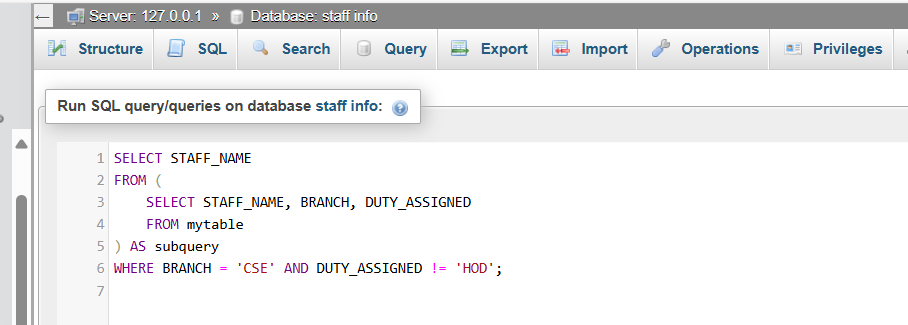 ← Server: 127.0.0.1 » Database: staff info
Structure SQL Search Query Export Import Operations Privileges
Run SQL query/queries on database staff info:
1 SELECT STAFF_NAME
2 FROM (
3 SELECT STAFF_NAME, BRANCH, DUTY_ASSIGNED
4 FROM mytable
5 ) AS subquery
6 WHERE BRANCH = 'CSE' AND DUTY_ASSIGNED != 'HOD';
7